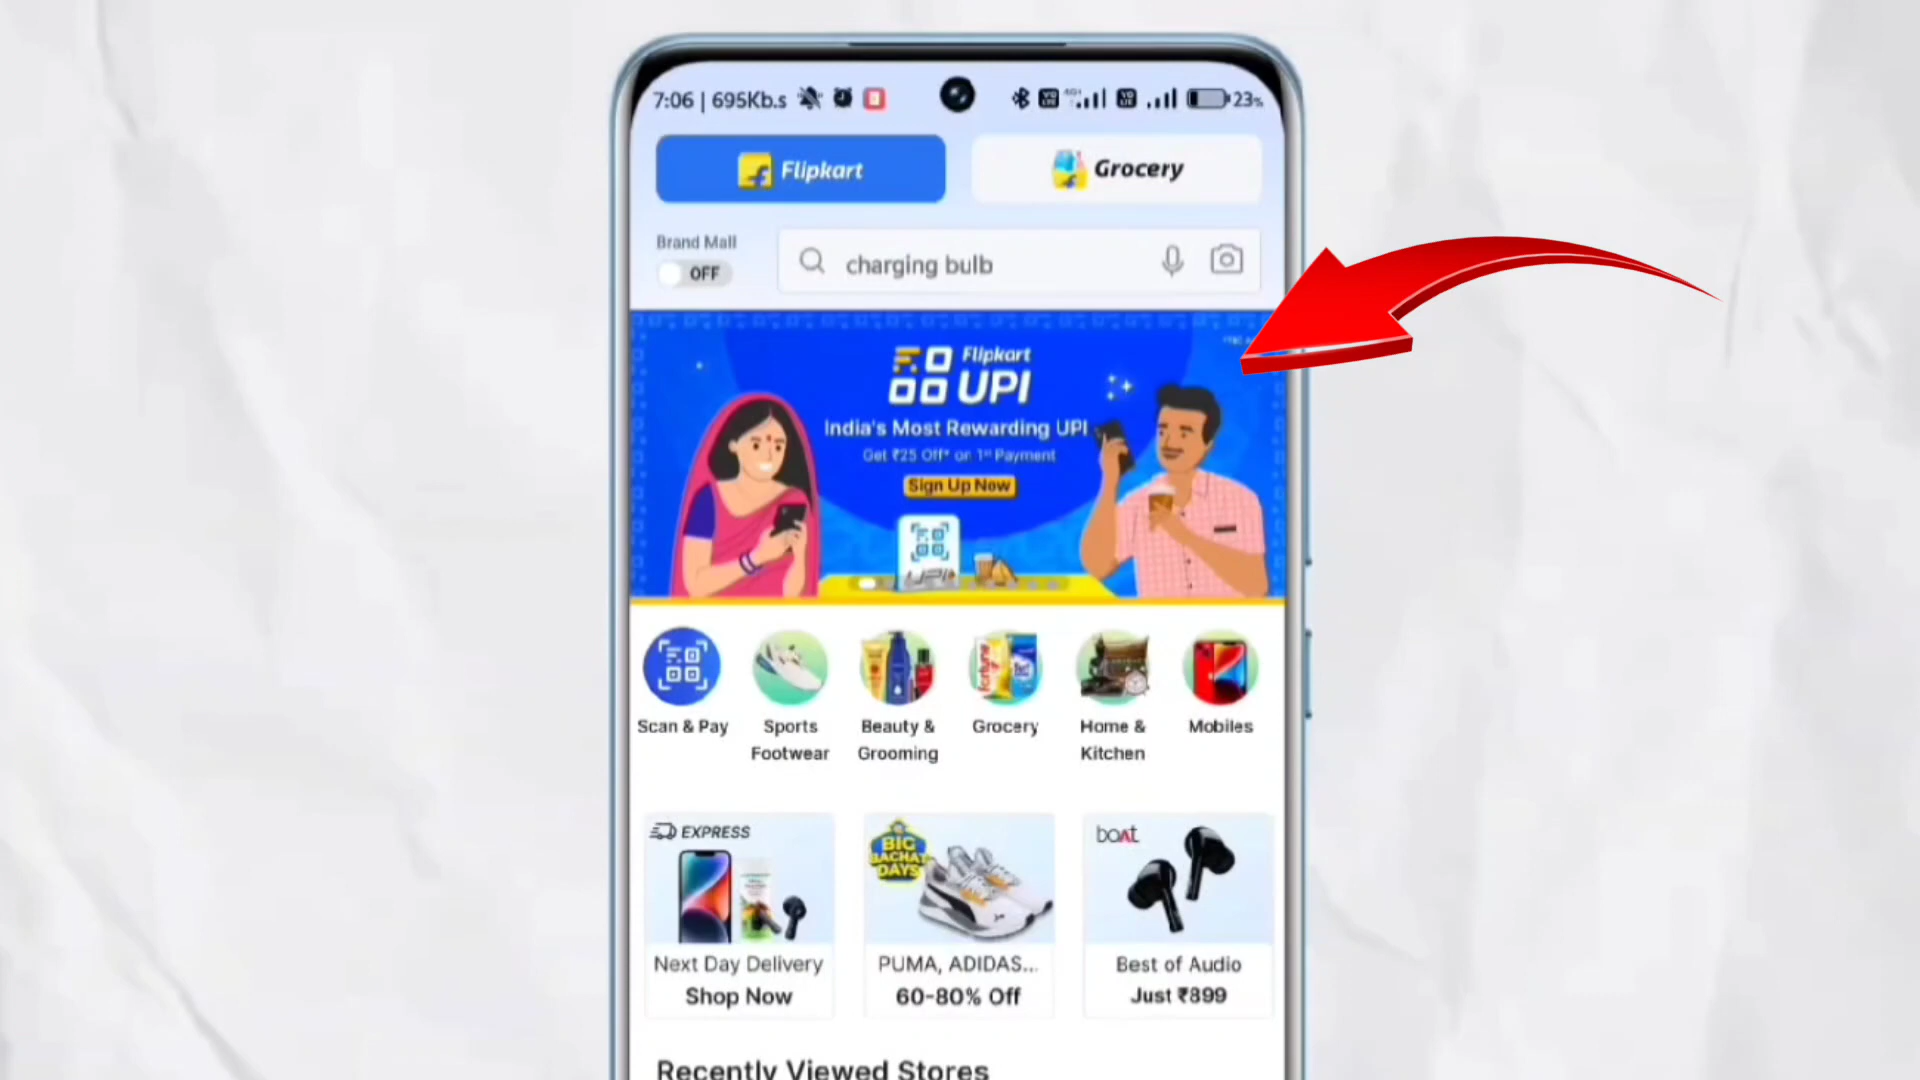 7:06 | 695Kb.s 23%
Flipkart
Grocery
Brand Mall
OFF
charging bulb
Flipkart
UPI
India's Most Rewarding UPI
Get ₹25 Off* on 1st Payment
Sign Up Now
UPI
Scan & Pay
Sports
Footwear
Beauty &
Grooming
Grocery
Home &
Kitchen
Mobiles
EXPRESS
Next Day Delivery
Shop Now
BIG
BACHAT
DAYS
PUMA, ADIDAS...
60-80% Off
boAt
Best of Audio
Just ₹899
Recently Viewed Stores